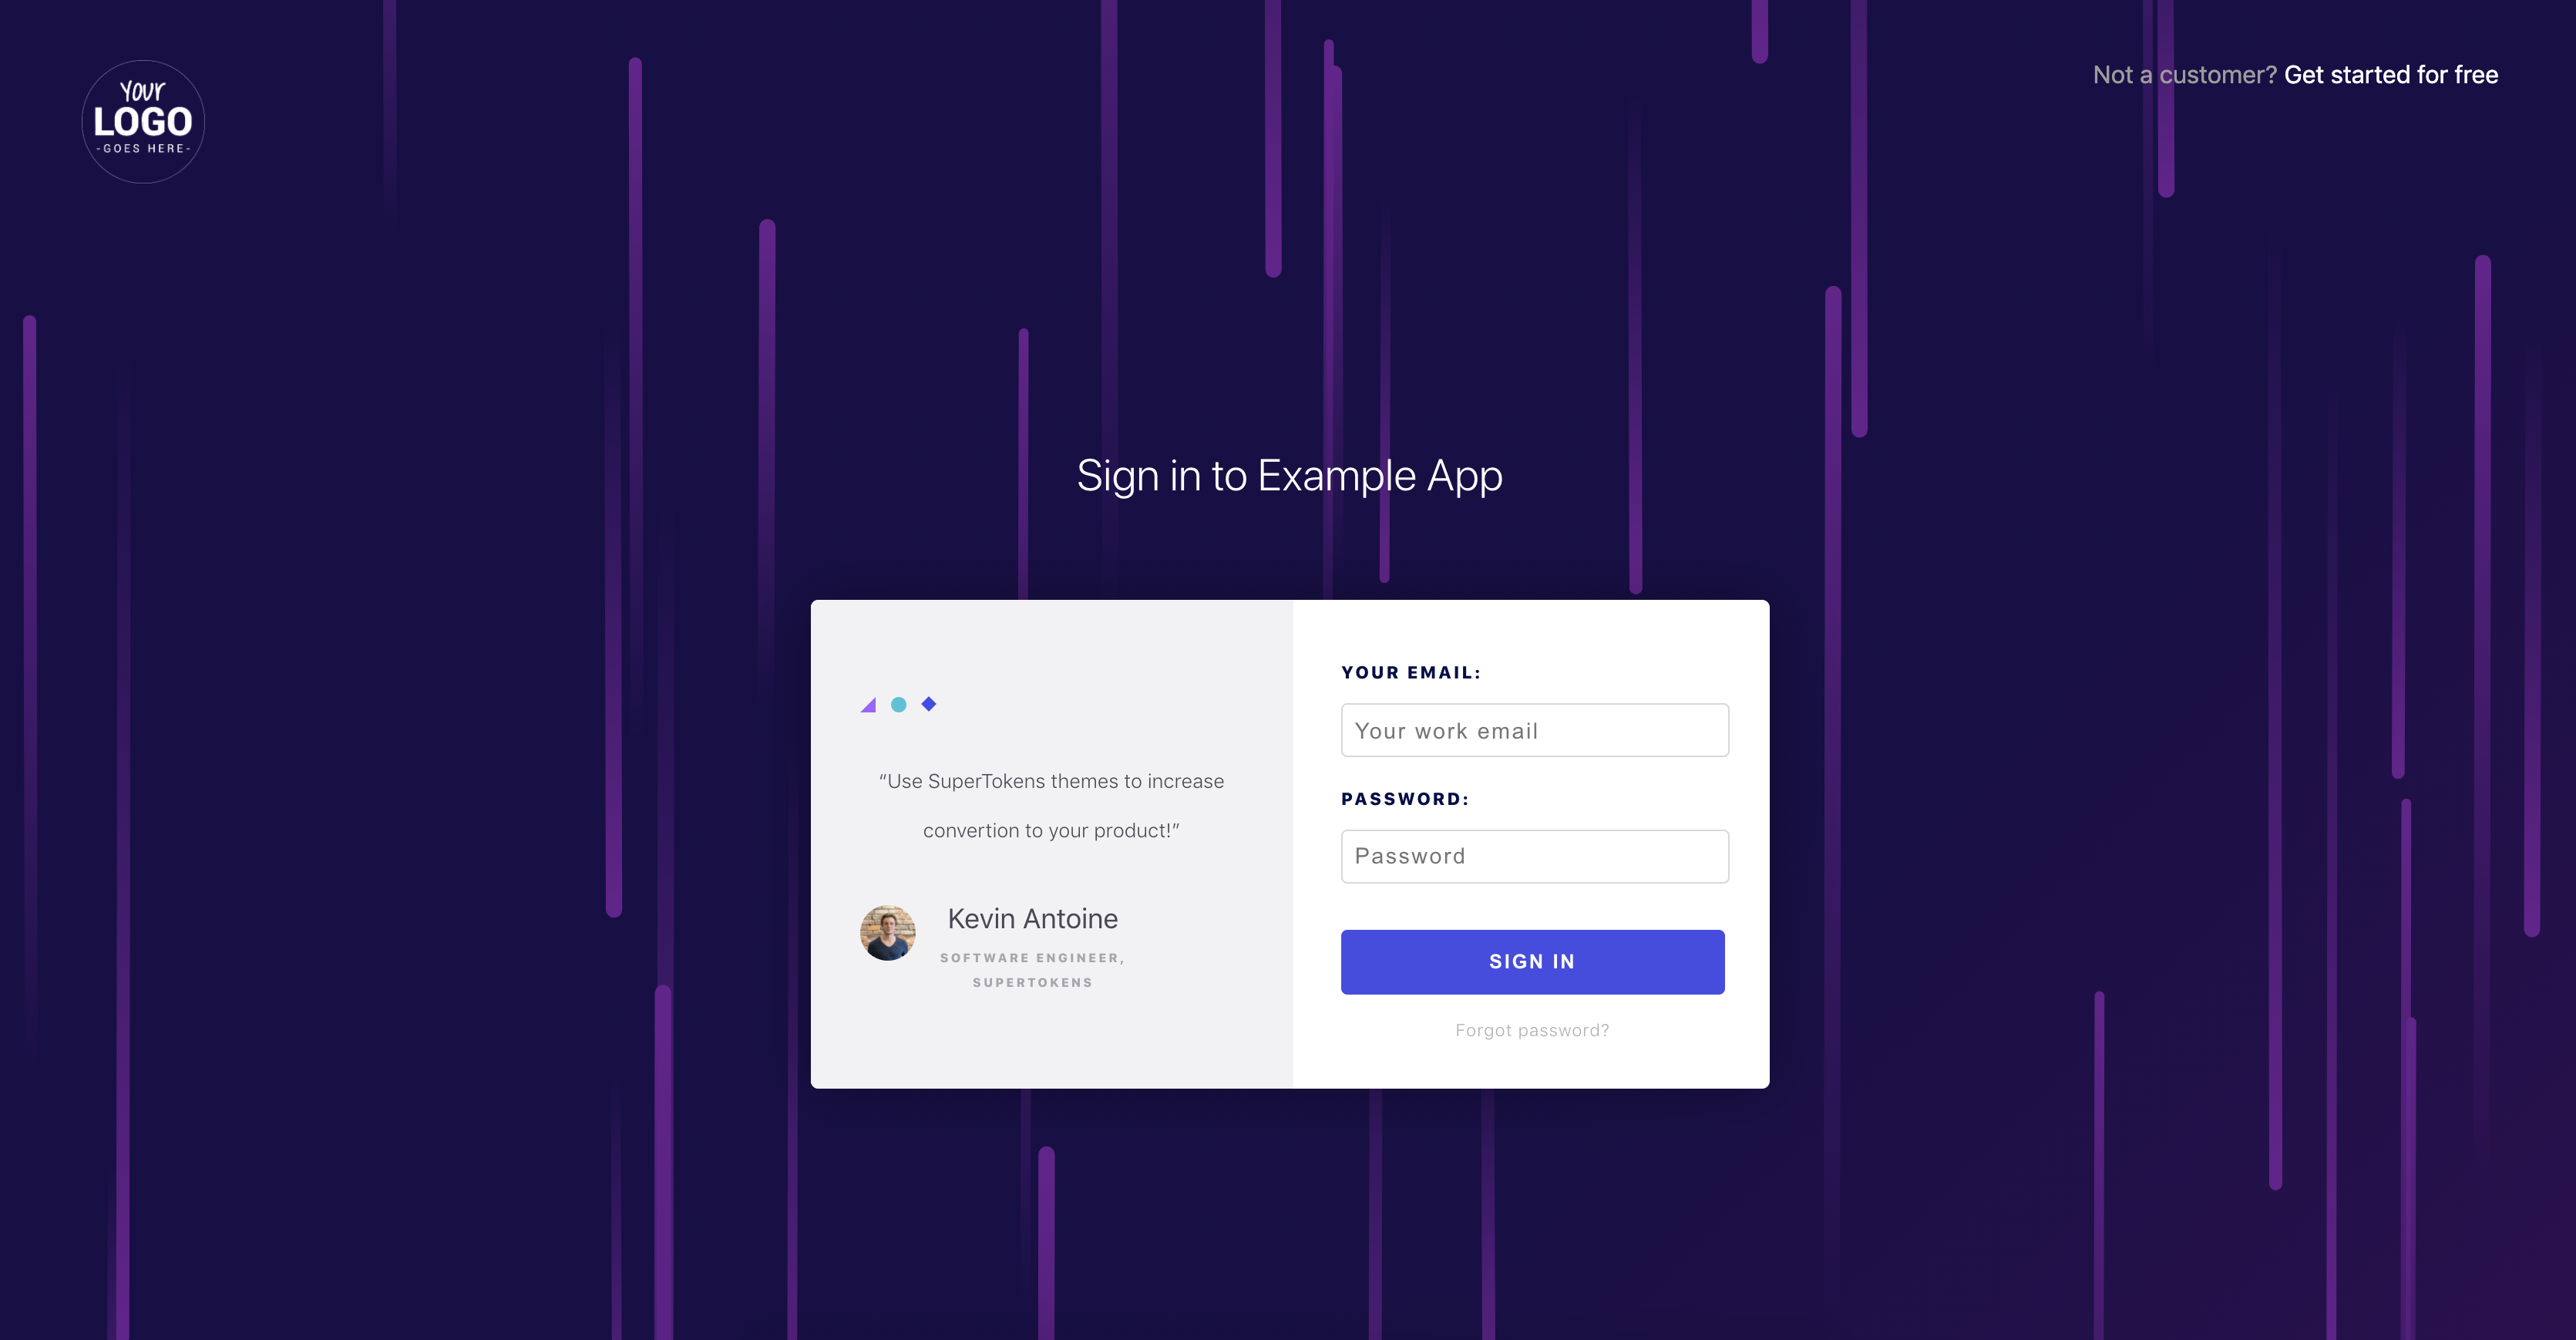 Your
LOGO
-GOES HERE-
Not a customer? Get started for free
Sign in to Example App
“Use SuperTokens themes to increase
convertion to your product!”
Kevin Antoine
SOFTWARE ENGINEER,
SUPERTOKENS
YOUR EMAIL:
Your work email
PASSWORD:
Password
SIGN IN
Forgot password?